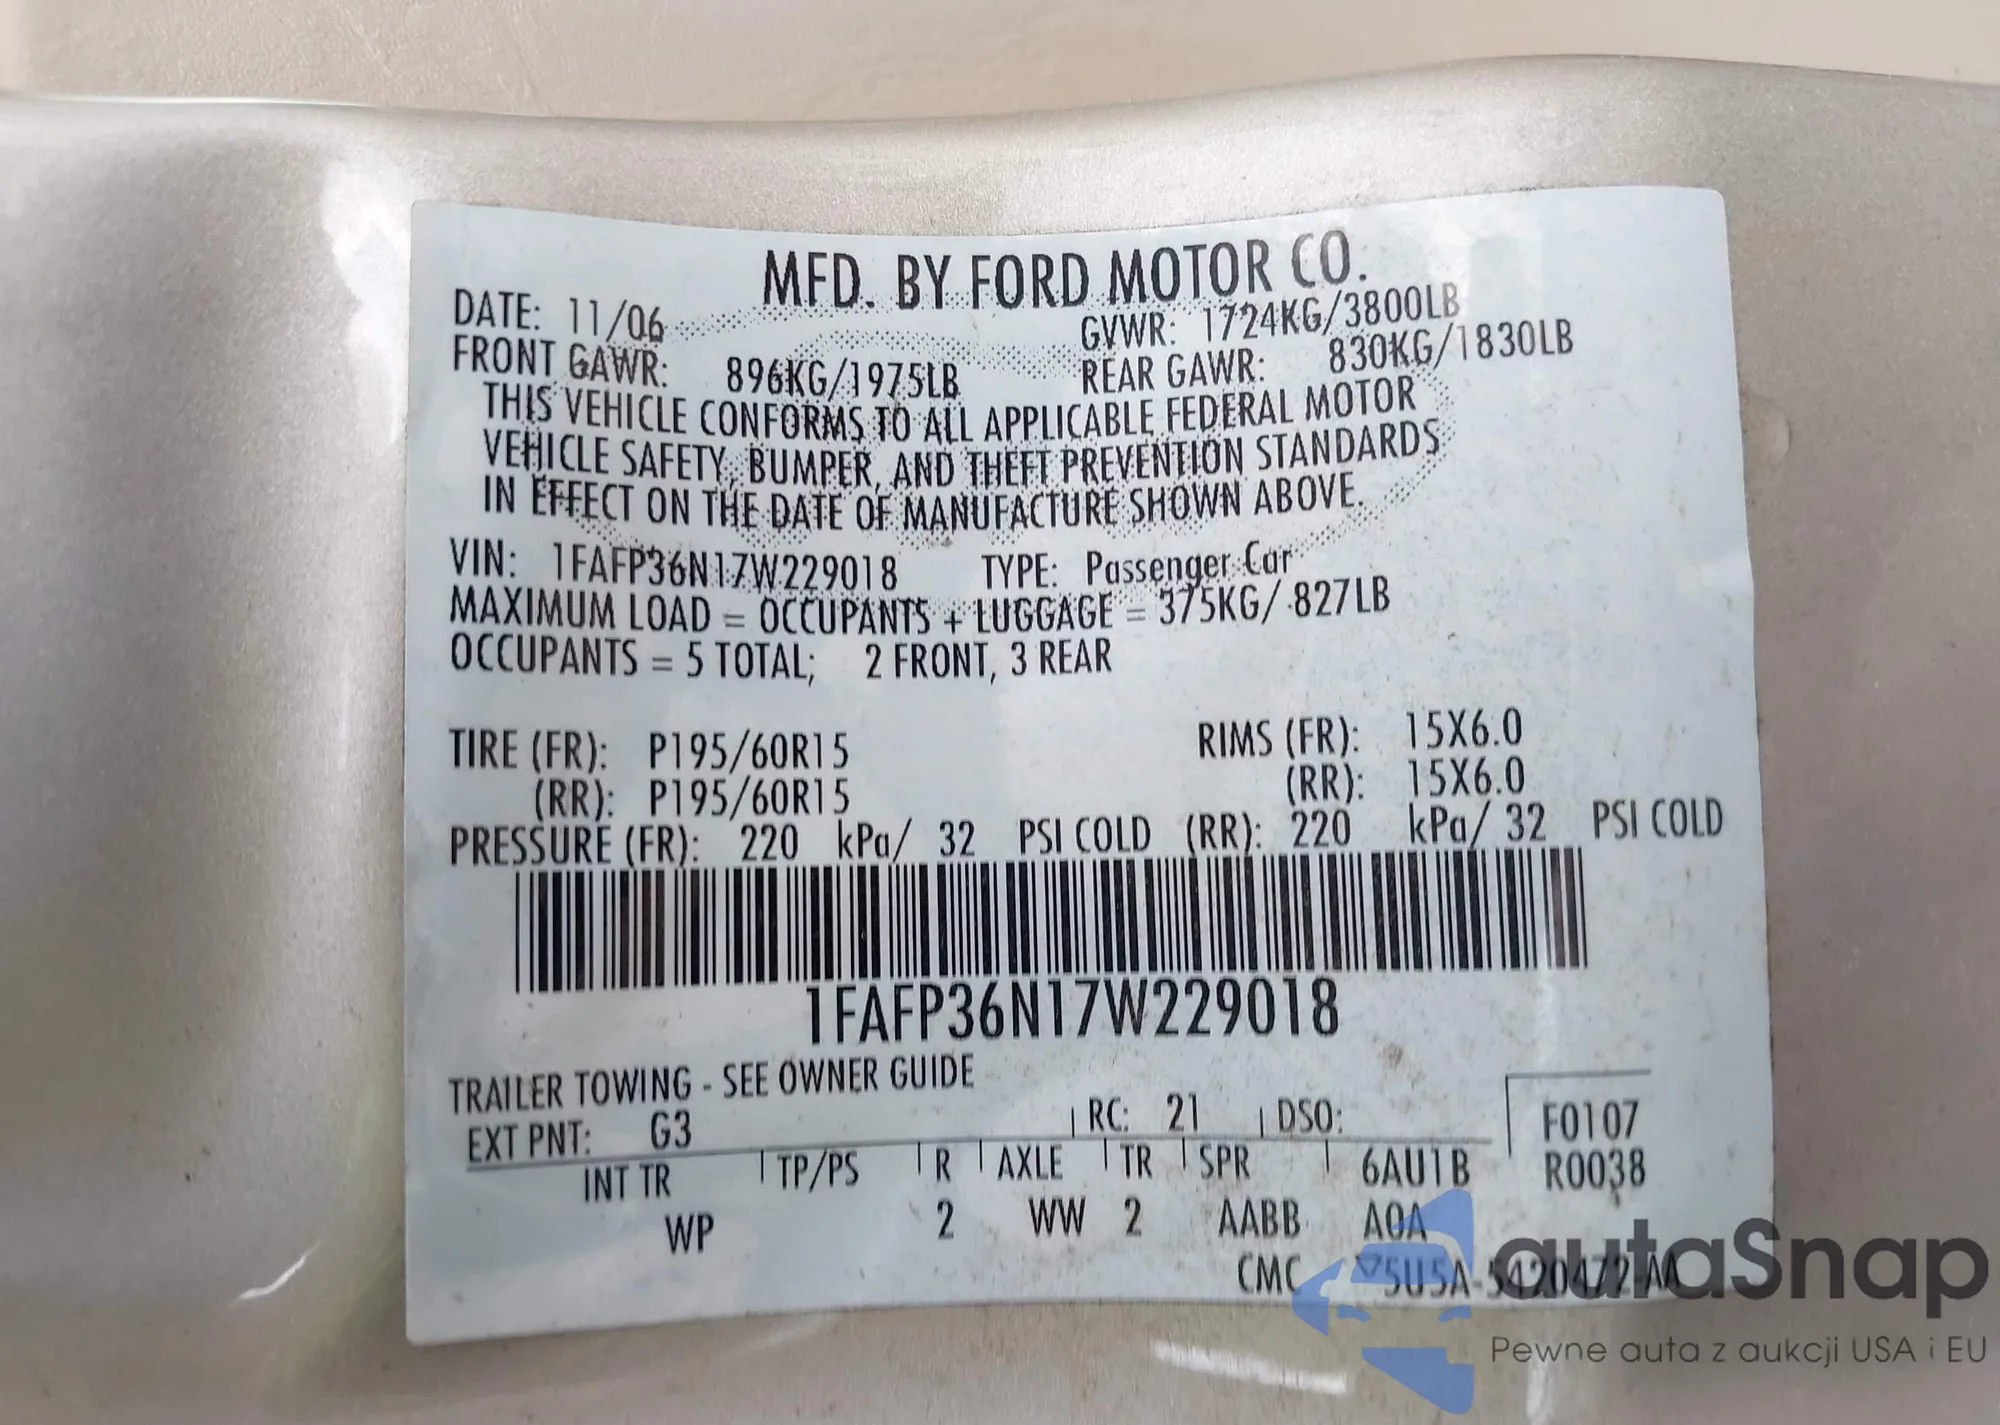 MFD. BY FORD MOTOR CO.
DATE: 11/06 GVWR: 1724KG/3800LB
FRONT GAWR: 896KG/1975LB REAR GAWR: 830KG/1830LB
THIS VEHICLE CONFORMS TO ALL APPLICABLE FEDERAL MOTOR
VEHICLE SAFETY, BUMPER, AND THEFT PREVENTION STANDARDS
IN EFFECT ON THE DATE OF MANUFACTURE SHOWN ABOVE.
VIN: 1FAFP36N17W229018 TYPE: Passenger Car
MAXIMUM LOAD = OCCUPANTS + LUGGAGE = 375KG/ 827LB
OCCUPANTS = 5 TOTAL; 2 FRONT, 3 REAR
TIRE (FR): P195/60R15 RIMS (FR): 15X6.0
(RR): P195/60R15 (RR): 15X6.0
PRESSURE (FR): 220 kPa/ 32 PSI COLD (RR): 220 kPa/ 32 PSI COLD
1FAFP36N17W229018
TRAILER TOWING - SEE OWNER GUIDE
EXT PNT: G3 RC: 21 DSO: F0107
INT TR TP/PS R AXLE TR SPR 6AU1B R0038
WP 2 WW 2 AABB AQA
CMC 5U5A-5420472-AA
autaSnap
Pewne auta z aukcji USA i EU